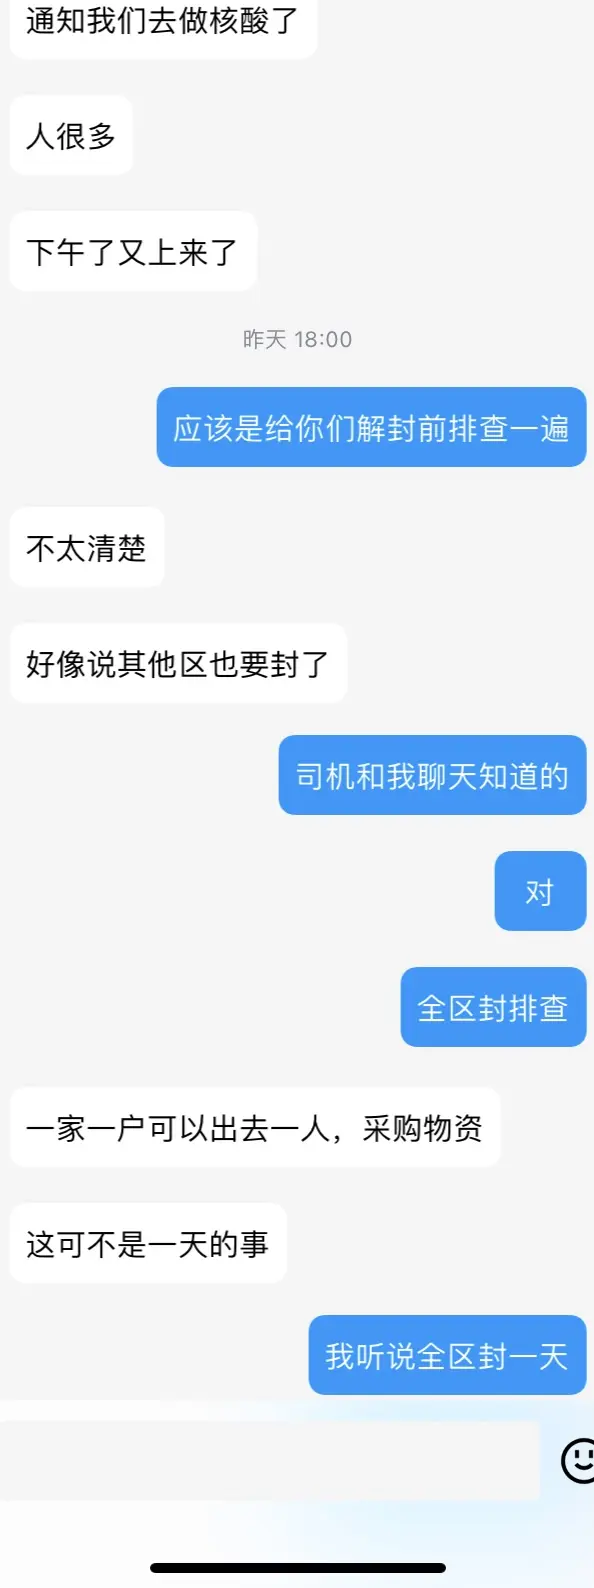 通知我们去做核酸了
人很多
下午了又上来了
昨天 18:00
应该是给你们解封前排查一遍
不太清楚
好像说其他区也要封了
司机和我聊天知道的
对
全区封排查
一家一户可以出去一人，采购物资
这可不是一天的事
我听说全区封一天